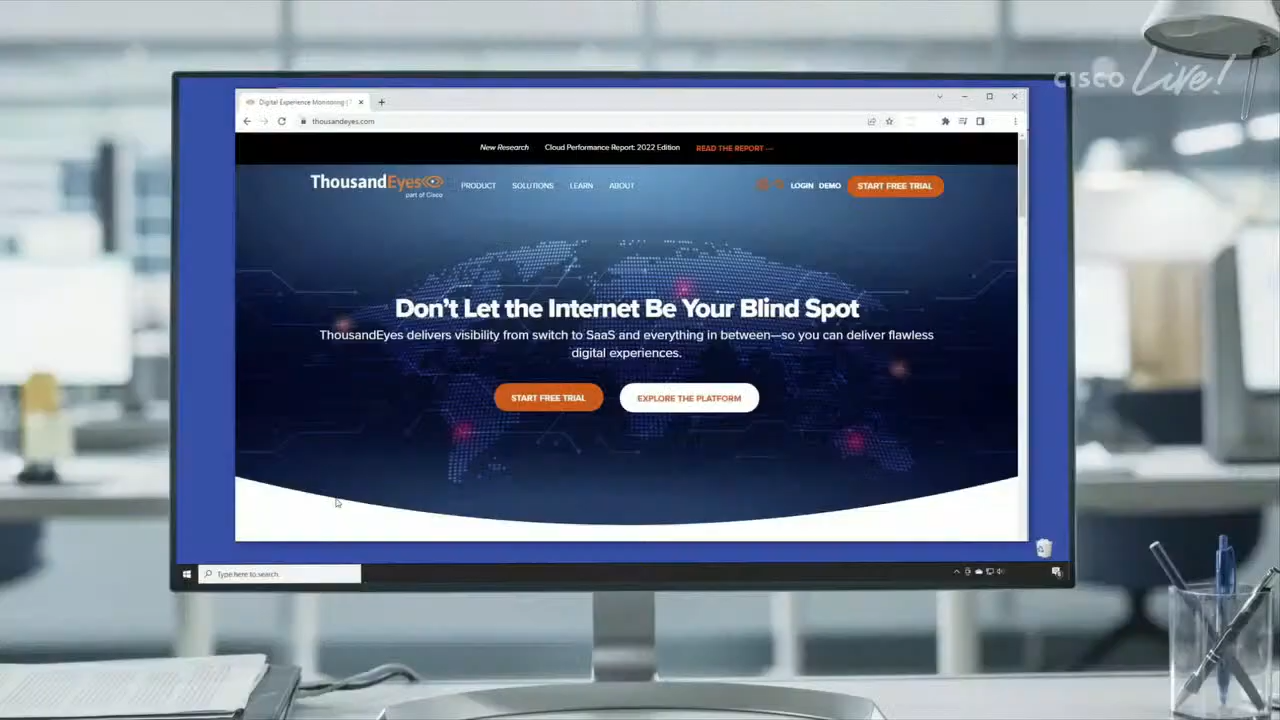 CISCO Live!
Digital Experience Monitoring |
thousandeyes.com
New Research Cloud Performance Report: 2022 Edition READ THE REPORT
ThousandEyes
part of Cisco
PRODUCT SOLUTIONS LEARN ABOUT LOGIN DEMO START FREE TRIAL
Don't Let the Internet Be Your Blind Spot
ThousandEyes delivers visibility from switch to SaaS and everything in between—so you can deliver flawless
digital experiences.
START FREE TRIAL EXPLORE THE PLATFORM
Type here to search